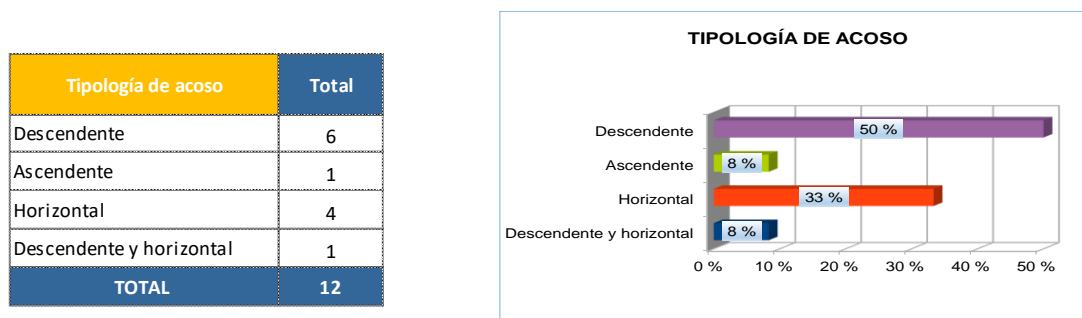 Tipología de acoso Total
Descendente 6
Ascendente 1
Horizontal 4
Descendente y horizontal 1
TOTAL 12
TIPOLOGÍA DE ACOSO
Descendente 50 %
Ascendente 8 %
Horizontal 33 %
Descendente y horizontal 8 %
0 % 10 % 20 % 30 % 40 % 50 %